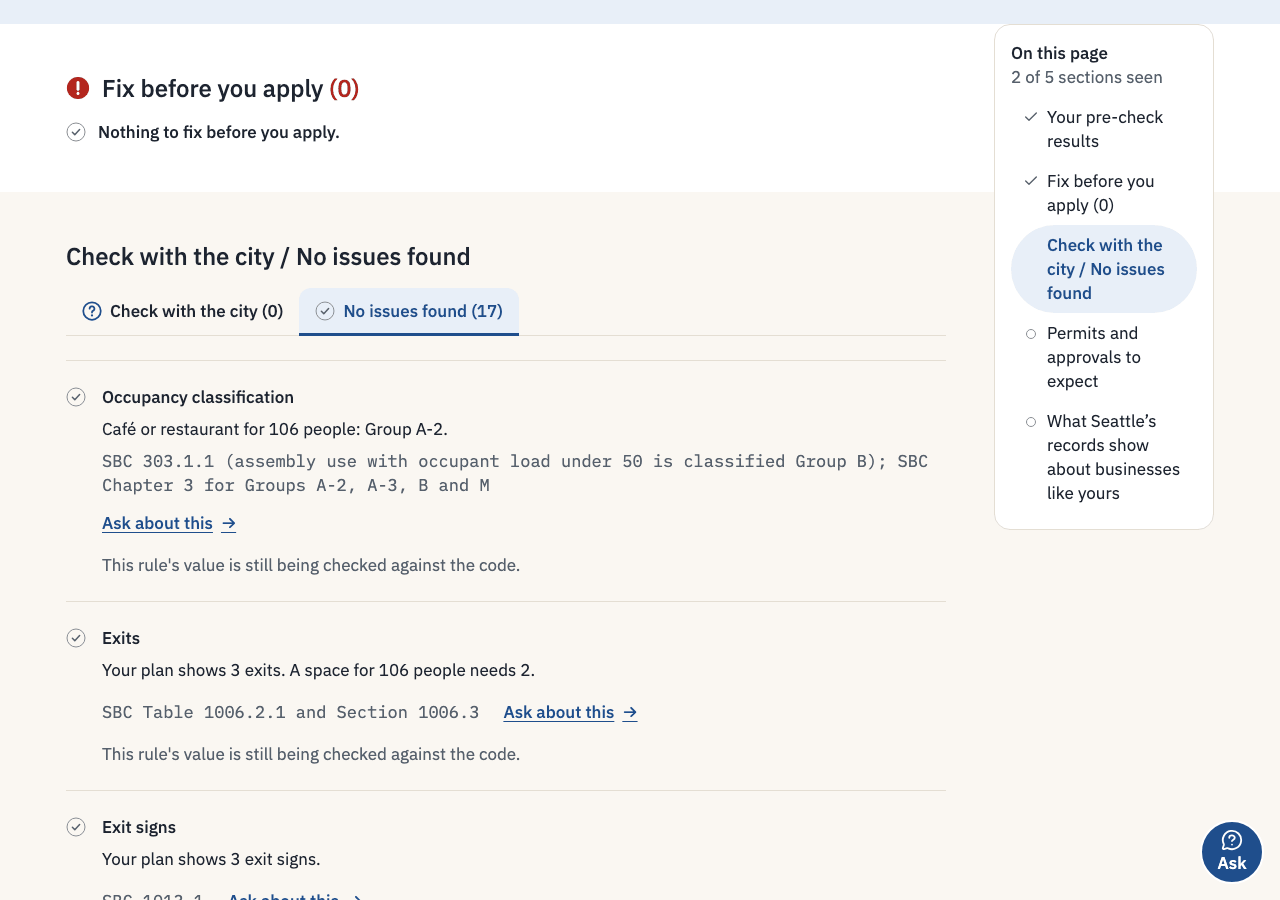 Fix before you apply (0)
Nothing to fix before you apply.
Check with the city / No issues found
Check with the city (0)
No issues found (17)
Occupancy classification
Café or restaurant for 106 people: Group A-2.
SBC 303.1.1 (assembly use with occupant load under 50 is classified Group B); SBC
Chapter 3 for Groups A-2, A-3, B and M
Ask about this →
This rule's value is still being checked against the code.
Exits
Your plan shows 3 exits. A space for 106 people needs 2.
SBC Table 1006.2.1 and Section 1006.3 Ask about this →
This rule's value is still being checked against the code.
Exit signs
Your plan shows 3 exit signs.
SBC 1013.1 Ask about this →
On this page
2 of 5 sections seen
Your pre-check
results
Fix before you
apply (0)
Check with the
city / No issues
found
Permits and
approvals to
expect
What Seattle’s
records show
about businesses
like yours
Ask